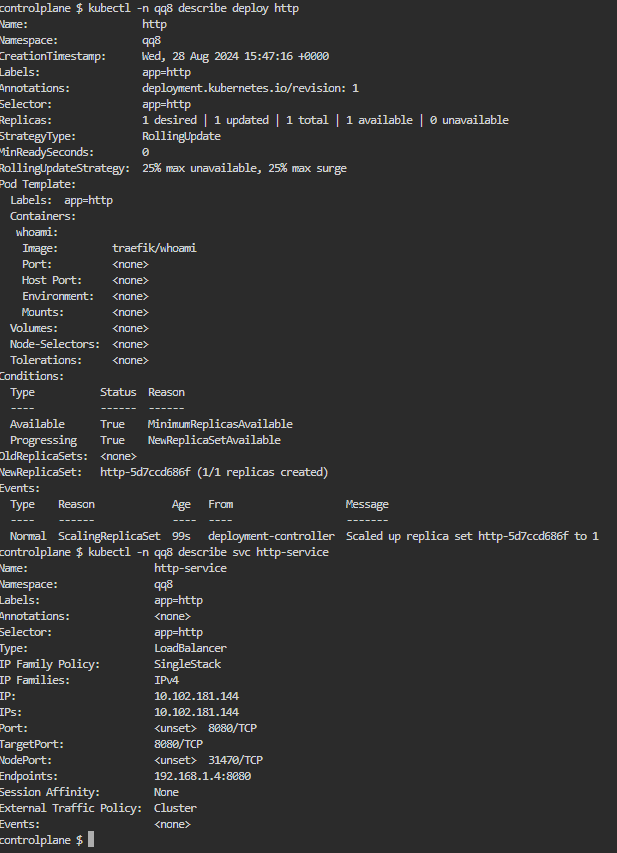 controlplane $ kubectl -n qq8 describe deploy http
Name:                   http
Namespace:              qq8
CreationTimestamp:      Wed, 28 Aug 2024 15:47:16 +0000
Labels:                 app=http
Annotations:            deployment.kubernetes.io/revision: 1
Selector:               app=http
Replicas:               1 desired | 1 updated | 1 total | 1 available | 0 unavailable
StrategyType:           RollingUpdate
MinReadySeconds:        0
RollingUpdateStrategy:  25% max unavailable, 25% max surge
Pod Template:
  Labels:  app=http
  Containers:
   whoami:
    Image:         traefik/whoami
    Port:          <none>
    Host Port:     <none>
    Environment:   <none>
    Mounts:        <none>
  Volumes:         <none>
  Node-Selectors:  <none>
  Tolerations:     <none>
Conditions:
  Type           Status  Reason
  ----           ------  ------
  Available      True    MinimumReplicasAvailable
  Progressing    True    NewReplicaSetAvailable
OldReplicaSets:  <none>
NewReplicaSet:   http-5d7ccd686f (1/1 replicas created)
Events:
  Type    Reason             Age   From                   Message
  ----    ------             ----  ----                   -------
  Normal  ScalingReplicaSet  99s   deployment-controller  Scaled up replica set http-5d7ccd686f to 1
controlplane $ kubectl -n qq8 describe svc http-service
Name:                     http-service
Namespace:                qq8
Labels:                   app=http
Annotations:              <none>
Selector:                 app=http
Type:                     LoadBalancer
IP Family Policy:         SingleStack
IP Families:              IPv4
IP:                       10.102.181.144
IPs:                      10.102.181.144
Port:                     <unset>  8080/TCP
TargetPort:               8080/TCP
NodePort:                 <unset>  31470/TCP
Endpoints:                192.168.1.4:8080
Session Affinity:         None
External Traffic Policy:  Cluster
Events:                   <none>
controlplane $